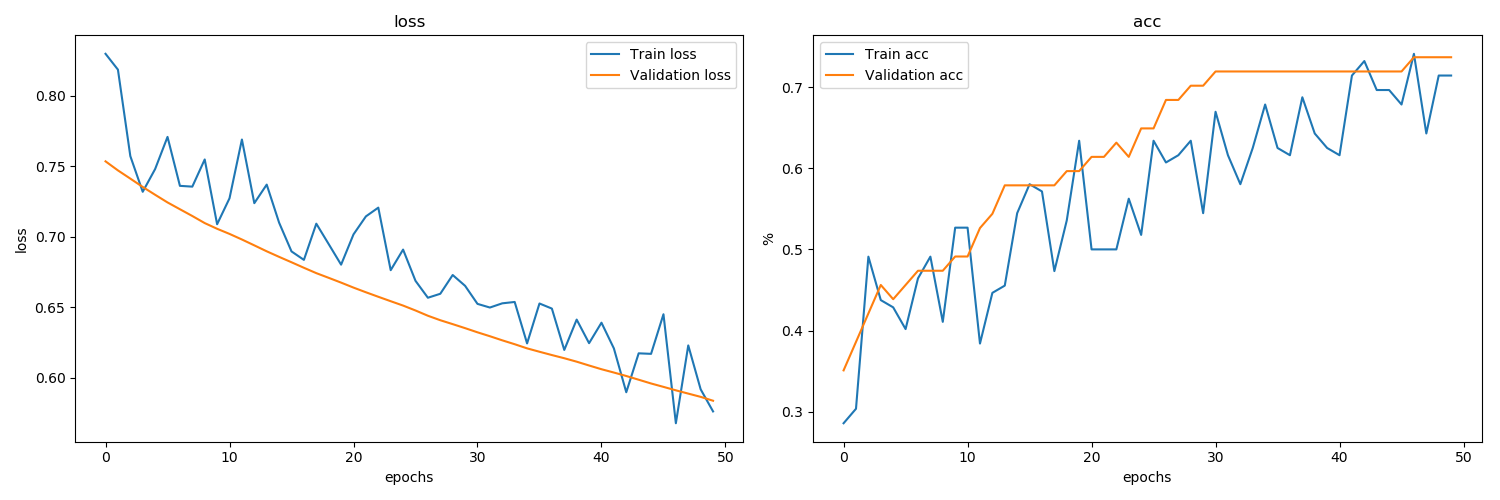 loss
Train loss
Validation loss
0.80
0.75
0.70
0.65
0.60
loss
0 10 20 30 40 50
epochs
acc
Train acc
Validation acc
0.7
0.6
0.5
0.4
0.3
%
0 10 20 30 40 50
epochs